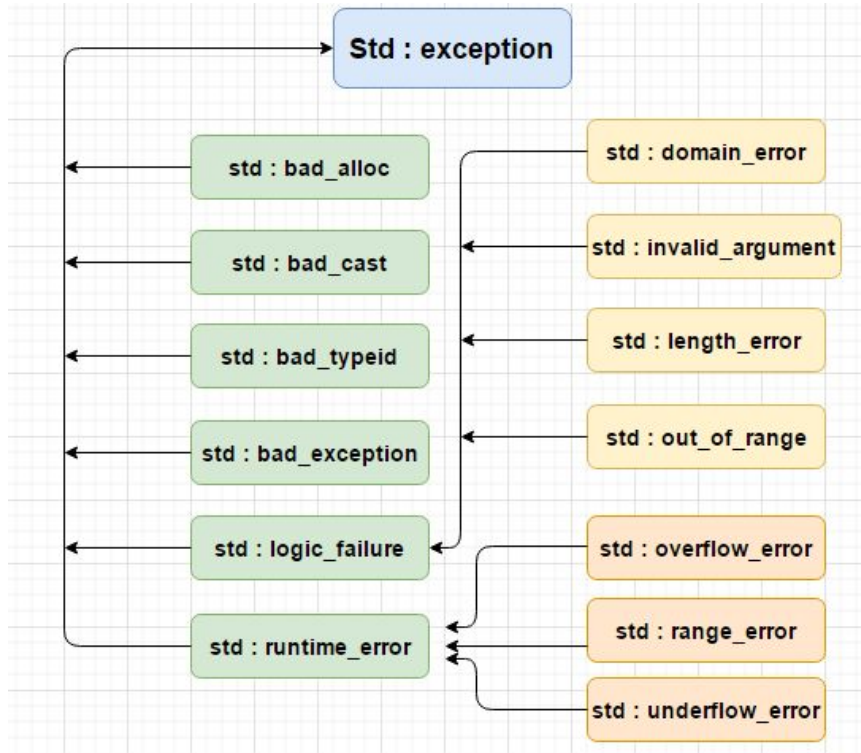 Std : exception
std : bad_alloc
std : bad_cast
std : bad_typeid
std : bad_exception
std : logic_failure
std : runtime_error
std : domain_error
std : invalid_argument
std : length_error
std : out_of_range
std : overflow_error
std : range_error
std : underflow_error